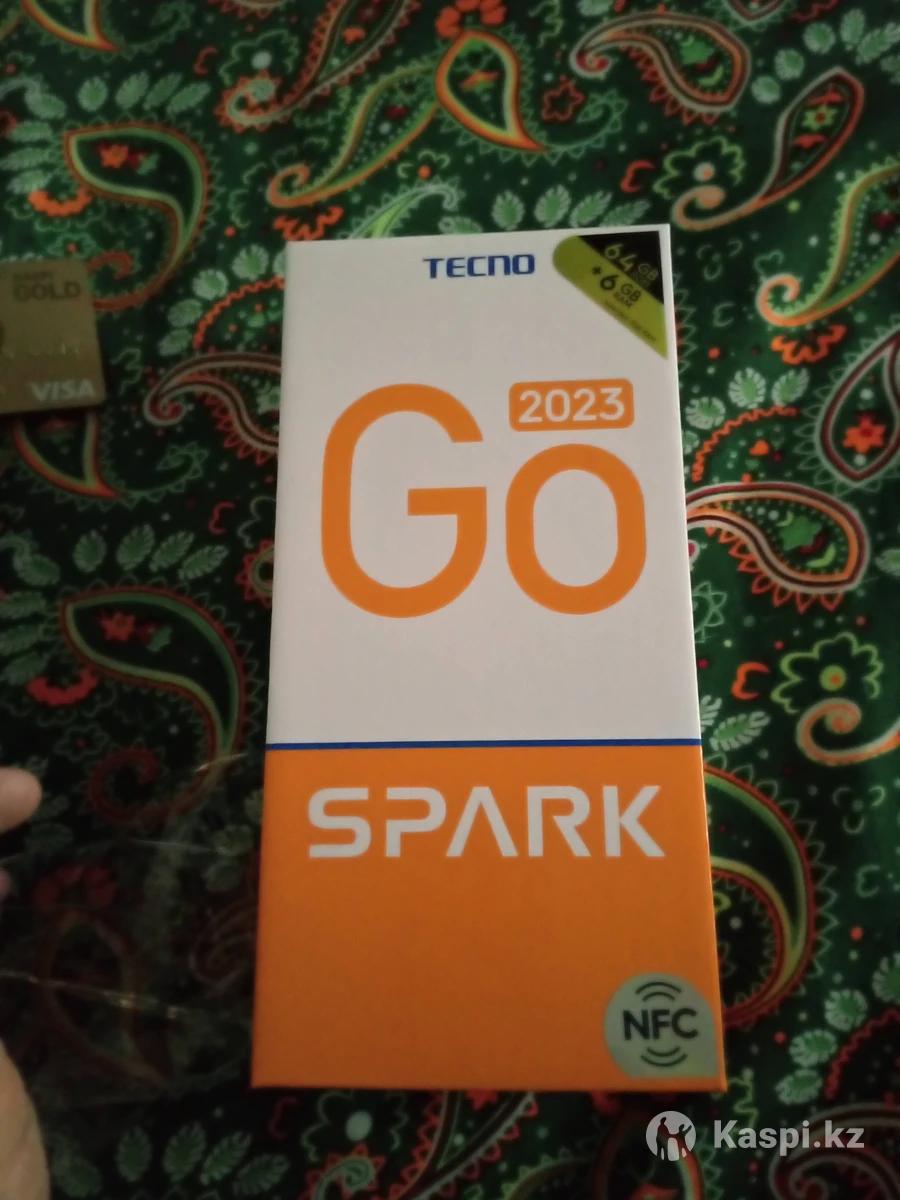 TECNO
64 GB
+6 GB
RAM
2023
Go
GOLD
VISA
SPARK
NFC
Kaspi.kz